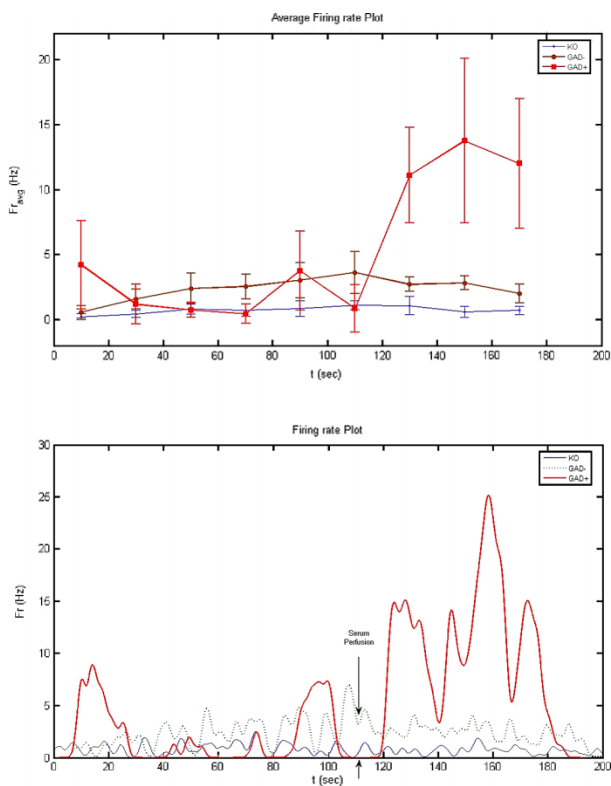 Average Firing rate Plot
KO
GAD-
GAD+
20
15
10
5
0
Fr_avg (Hz)
0 20 40 60 80 100 120 140 160 180 200
t (sec)
Firing rate Plot
KO
GAD-
GAD+
30
25
20
15
10
5
0
Fr (Hz)
Serum
Perfusion
0 20 40 60 80 100 120 140 160 180 200
t (sec)